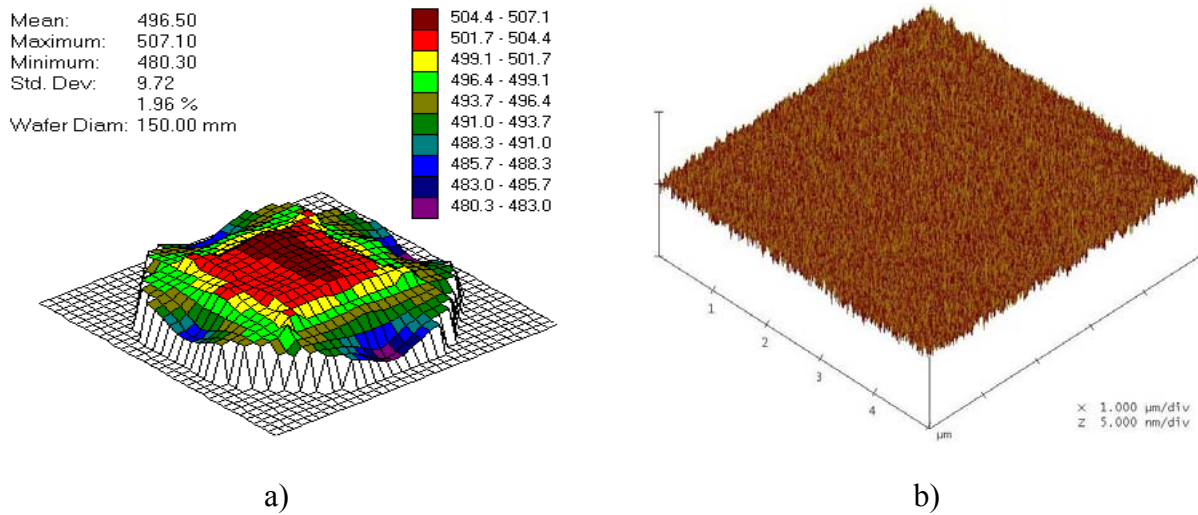 Mean: 496.50
Maximum: 507.10
Minimum: 480.30
Std. Dev: 9.72
1.96 %
Wafer Diam: 150.00 mm
504.4 - 507.1
501.7 - 504.4
499.1 - 501.7
496.4 - 499.1
493.7 - 496.4
491.0 - 493.7
488.3 - 491.0
485.7 - 488.3
483.0 - 485.7
480.3 - 483.0
a)
1
2
3
4
µm
X 1.000 µm/div
Z 5.000 nm/div
b)